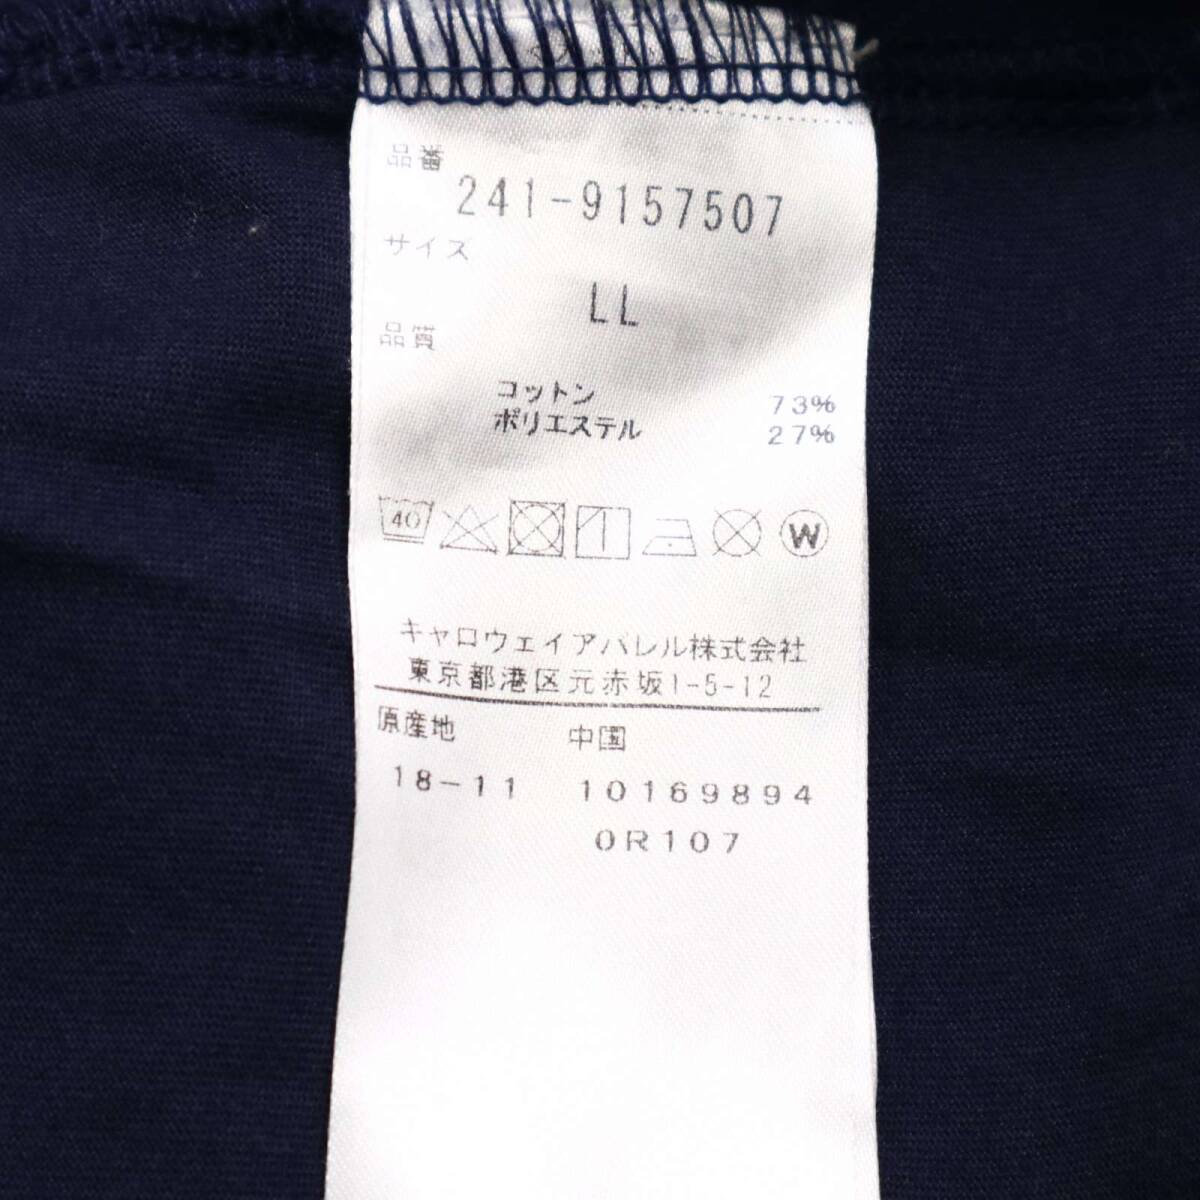 品番
241-9157507
サイズ
LL
品質
コットン 73%
ポリエステル 27%
40 W
キャロウェイアパレル株式会社
東京都港区元赤坂1-5-12
原産地 中国
18-11 10169894
0R107